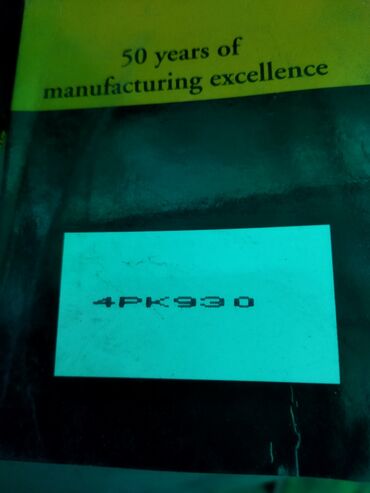 50 years of
manufacturing excellence
4PK930